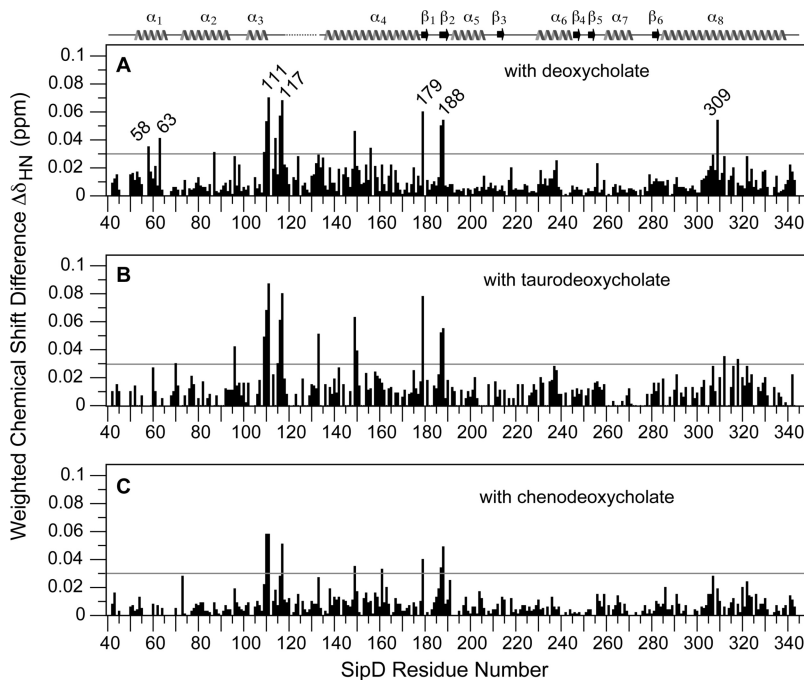 α1 α2 α3 α4 β1 β2 α5 β3 α6 β4 β5 α7 β6 α8
Weighted Chemical Shift Difference ΔδHN (ppm)
A
with deoxycholate
58 63 111 117 179 188 309
0.1
0.08
0.06
0.04
0.02
0
40 60 80 100 120 140 160 180 200 220 240 260 280 300 320 340
B
with taurodeoxycholate
0.1
0.08
0.06
0.04
0.02
0
40 60 80 100 120 140 160 180 200 220 240 260 280 300 320 340
C
with chenodeoxycholate
0.1
0.08
0.06
0.04
0.02
0
40 60 80 100 120 140 160 180 200 220 240 260 280 300 320 340
SipD Residue Number